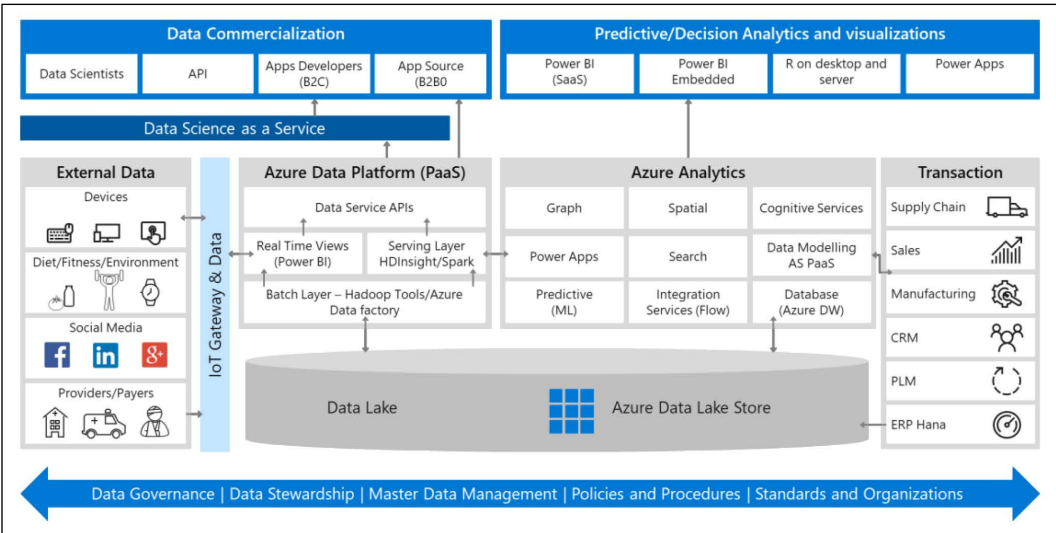 Data Commercialization
Data Scientists
API
Apps Developers
(B2C)
App Source
(B2B0
Predictive/Decision Analytics and visualizations
Power BI
(SaaS)
Power BI
Embedded
R on desktop and
server
Power Apps
Data Science as a Service
External Data
Devices
Diet/Fitness/Environment
Social Media
f
in
g+
Providers/Payers
IoT Gateway & Data
Azure Data Platform (PaaS)
Data Service APIs
Real Time Views
(Power BI)
Serving Layer
HDInsight/Spark
Batch Layer – Hadoop Tools/Azure
Data factory
Azure Analytics
Graph
Spatial
Cognitive Services
Power Apps
Search
Data Modelling
AS PaaS
Predictive
(ML)
Integration
Services (Flow)
Database
(Azure DW)
Transaction
Supply Chain
Sales
Manufacturing
CRM
PLM
ERP Hana
Data Lake
Azure Data Lake Store
Data Governance | Data Stewardship | Master Data Management | Policies and Procedures | Standards and Organizations